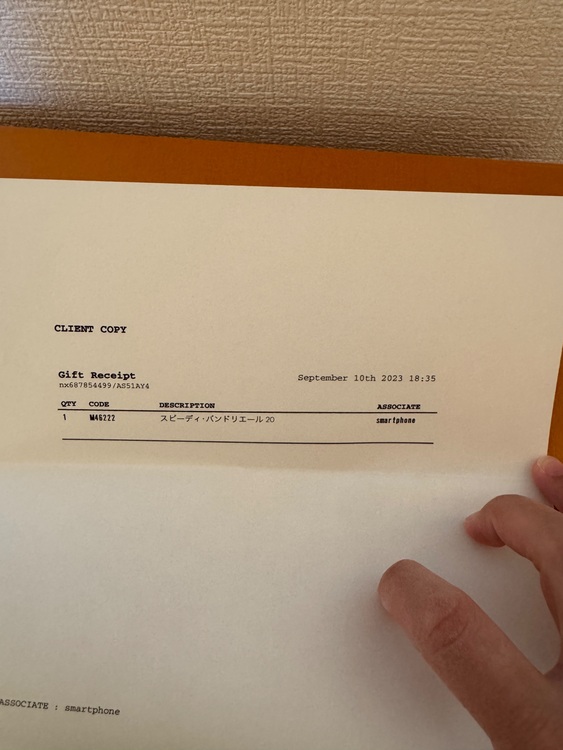 CLIENT COPY
Gift Receipt
nx687854499/AS51AY4
September 10th 2023 18:35
QTY CODE DESCRIPTION ASSOCIATE
1 M46222 スピーディ・バンドリエール 20 smartphone
ASSOCIATE : smartphone